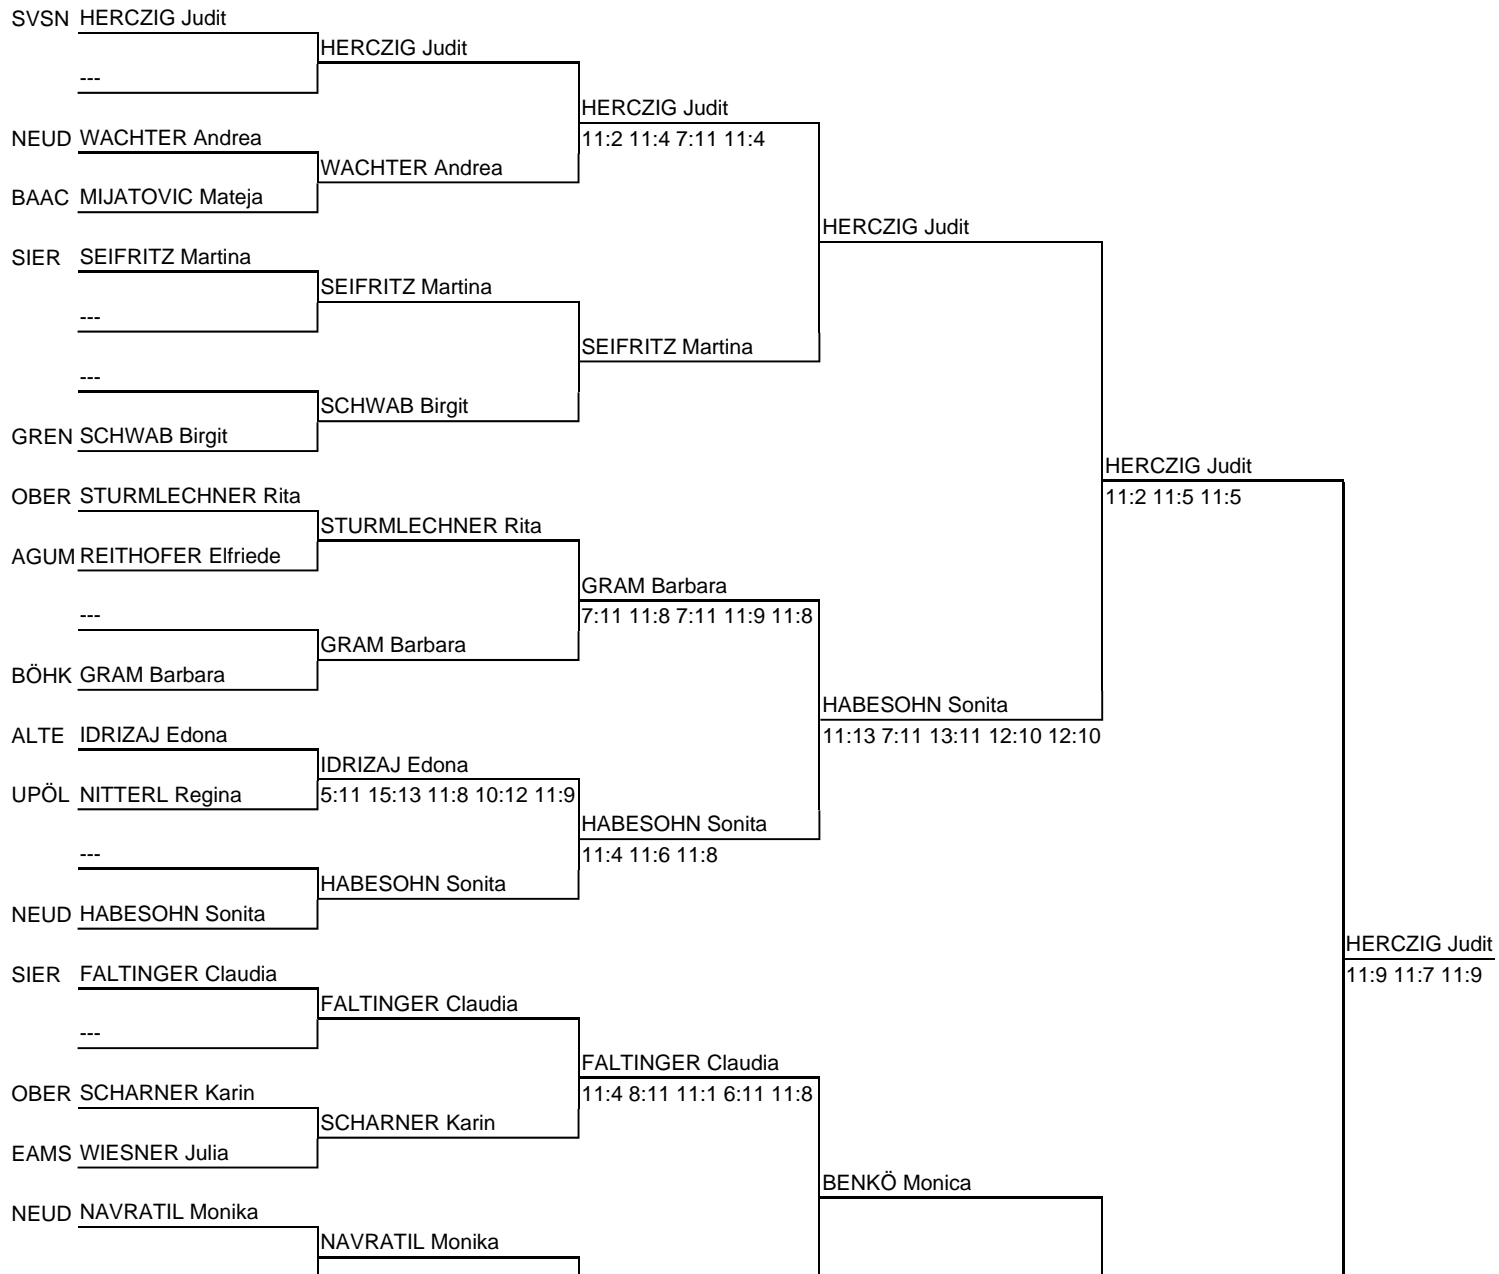 SVSN HERCZIG Judit
HERCZIG Judit
---
HERCZIG Judit
NEUD WACHTER Andrea
11:2 11:4 7:11 11:4
WACHTER Andrea
BAAC MIJATOVIC Mateja
HERCZIG Judit
SIER SEIFRITZ Martina
SEIFRITZ Martina
---
SEIFRITZ Martina
---
SCHWAB Birgit
GREN SCHWAB Birgit
HERCZIG Judit
OBER STURMLECHNER Rita
11:2 11:5 11:5
STURMLECHNER Rita
AGUM REITHOFER Elfriede
GRAM Barbara
---
7:11 11:8 7:11 11:9 11:8
GRAM Barbara
BÖHK GRAM Barbara
HABESOHN Sonita
ALTE IDRIZAJ Edona
11:13 7:11 13:11 12:10 12:10
IDRIZAJ Edona
UPÖL NITTERL Regina
5:11 15:13 11:8 10:12 11:9
HABESOHN Sonita
---
11:4 11:6 11:8
HABESOHN Sonita
NEUD HABESOHN Sonita
HERCZIG Judit
SIER FALTINGER Claudia
11:9 11:7 11:9
FALTINGER Claudia
---
FALTINGER Claudia
OBER SCHARNER Karin
11:4 8:11 11:1 6:11 11:8
SCHARNER Karin
EAMS WIESNER Julia
BENKÖ Monica
NEUD NAVRATIL Monika
NAVRATIL Monika